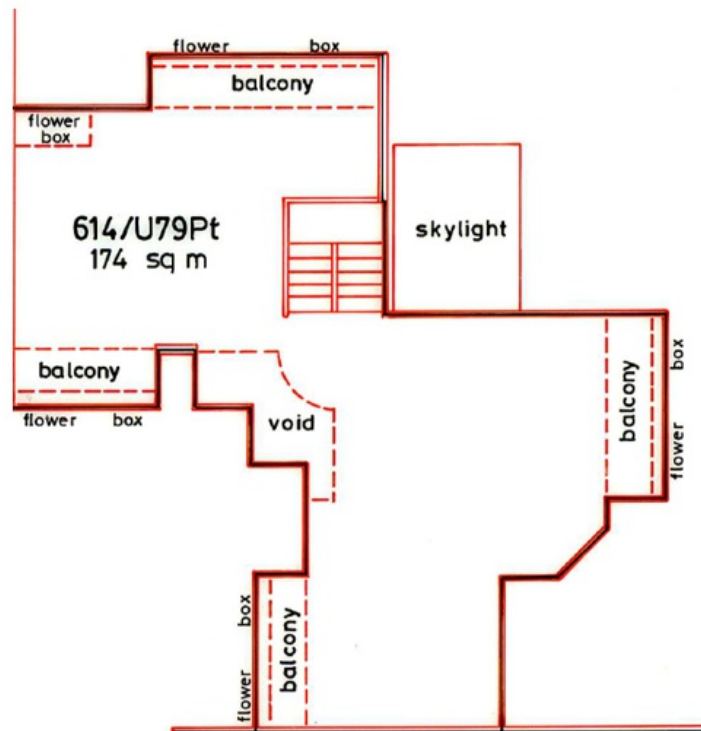 flower box
balcony
flower
box
614/U79Pt
174 sq m
skylight
balcony
flower box
void
balcony
flower box
balcony
flower box